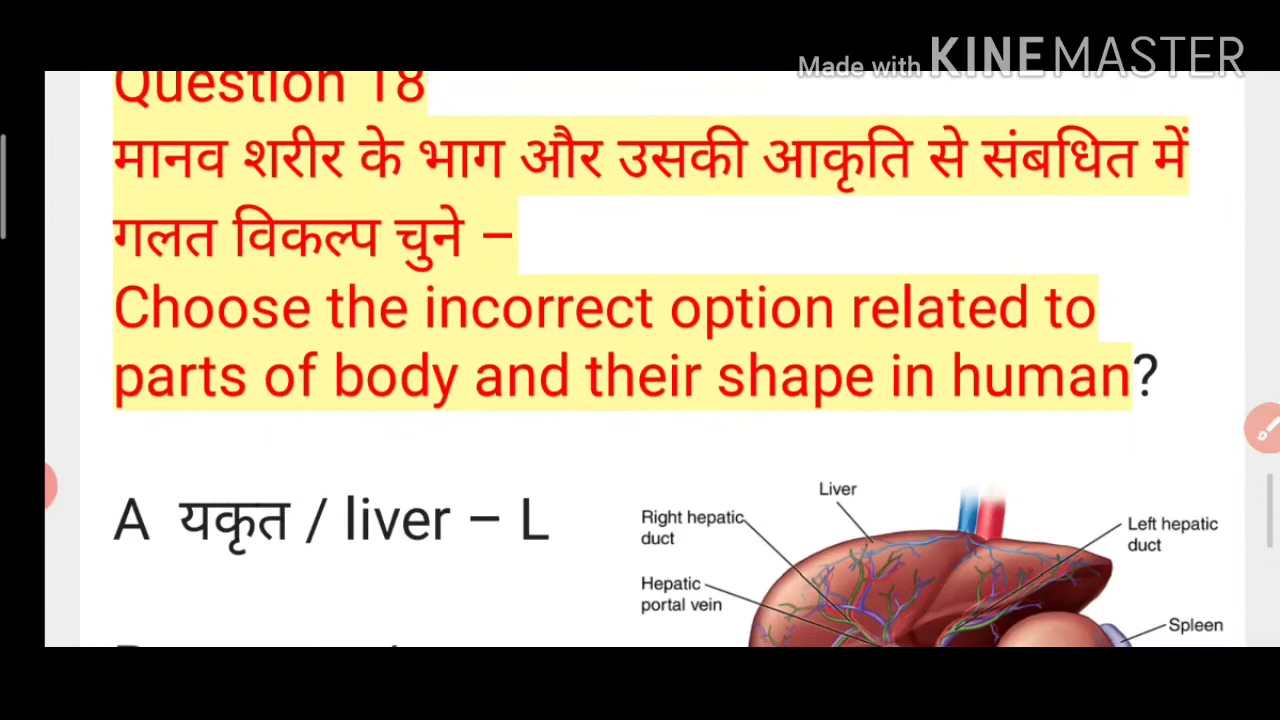 Made with KINEMASTER
Question 18
मानव शरीर के भाग और उसकी आकृति से संबधित में
गलत विकल्प चुने –
Choose the incorrect option related to
parts of body and their shape in human?
A यकृत / liver – L
Liver
Right hepatic
duct
Left hepatic
duct
Hepatic
portal vein
Spleen